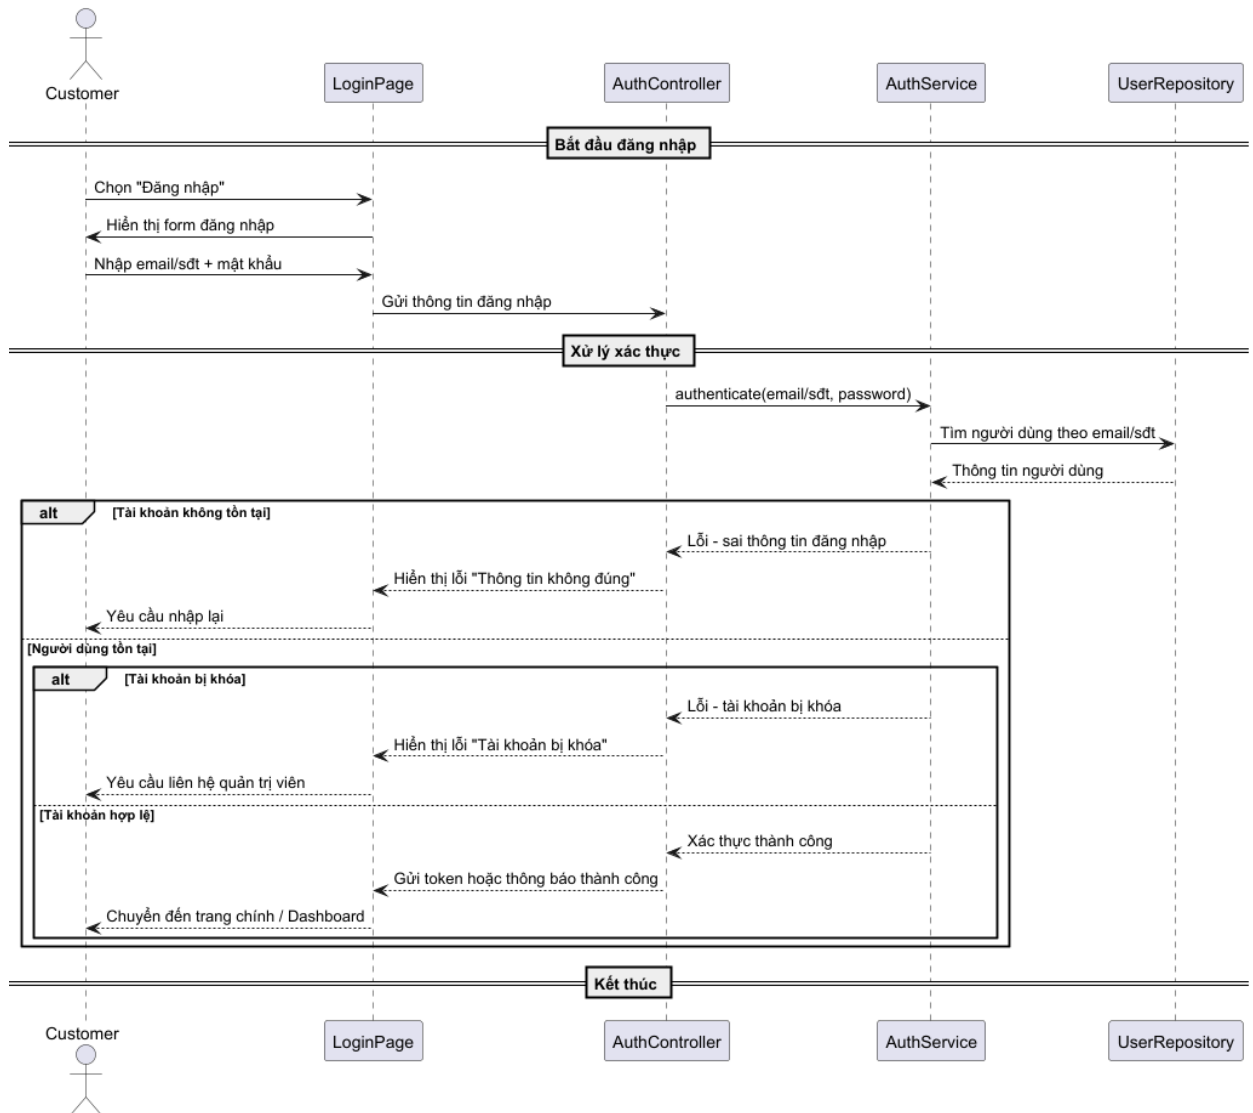 Customer
LoginPage
AuthController
AuthService
UserRepository
Bắt đầu đăng nhập
Chọn "Đăng nhập"
Hiển thị form đăng nhập
Nhập email/sđt + mật khẩu
Gửi thông tin đăng nhập
Xử lý xác thực
authenticate(email/sđt, password)
Tìm người dùng theo email/sđt
Thông tin người dùng
alt
[Tài khoản không tồn tại]
Lỗi - sai thông tin đăng nhập
Hiển thị lỗi "Thông tin không đúng"
Yêu cầu nhập lại
[Người dùng tồn tại]
alt
[Tài khoản bị khóa]
Lỗi - tài khoản bị khóa
Hiển thị lỗi "Tài khoản bị khóa"
Yêu cầu liên hệ quản trị viên
[Tài khoản hợp lệ]
Xác thực thành công
Gửi token hoặc thông báo thành công
Chuyển đến trang chính / Dashboard
Kết thúc
Customer
LoginPage
AuthController
AuthService
UserRepository